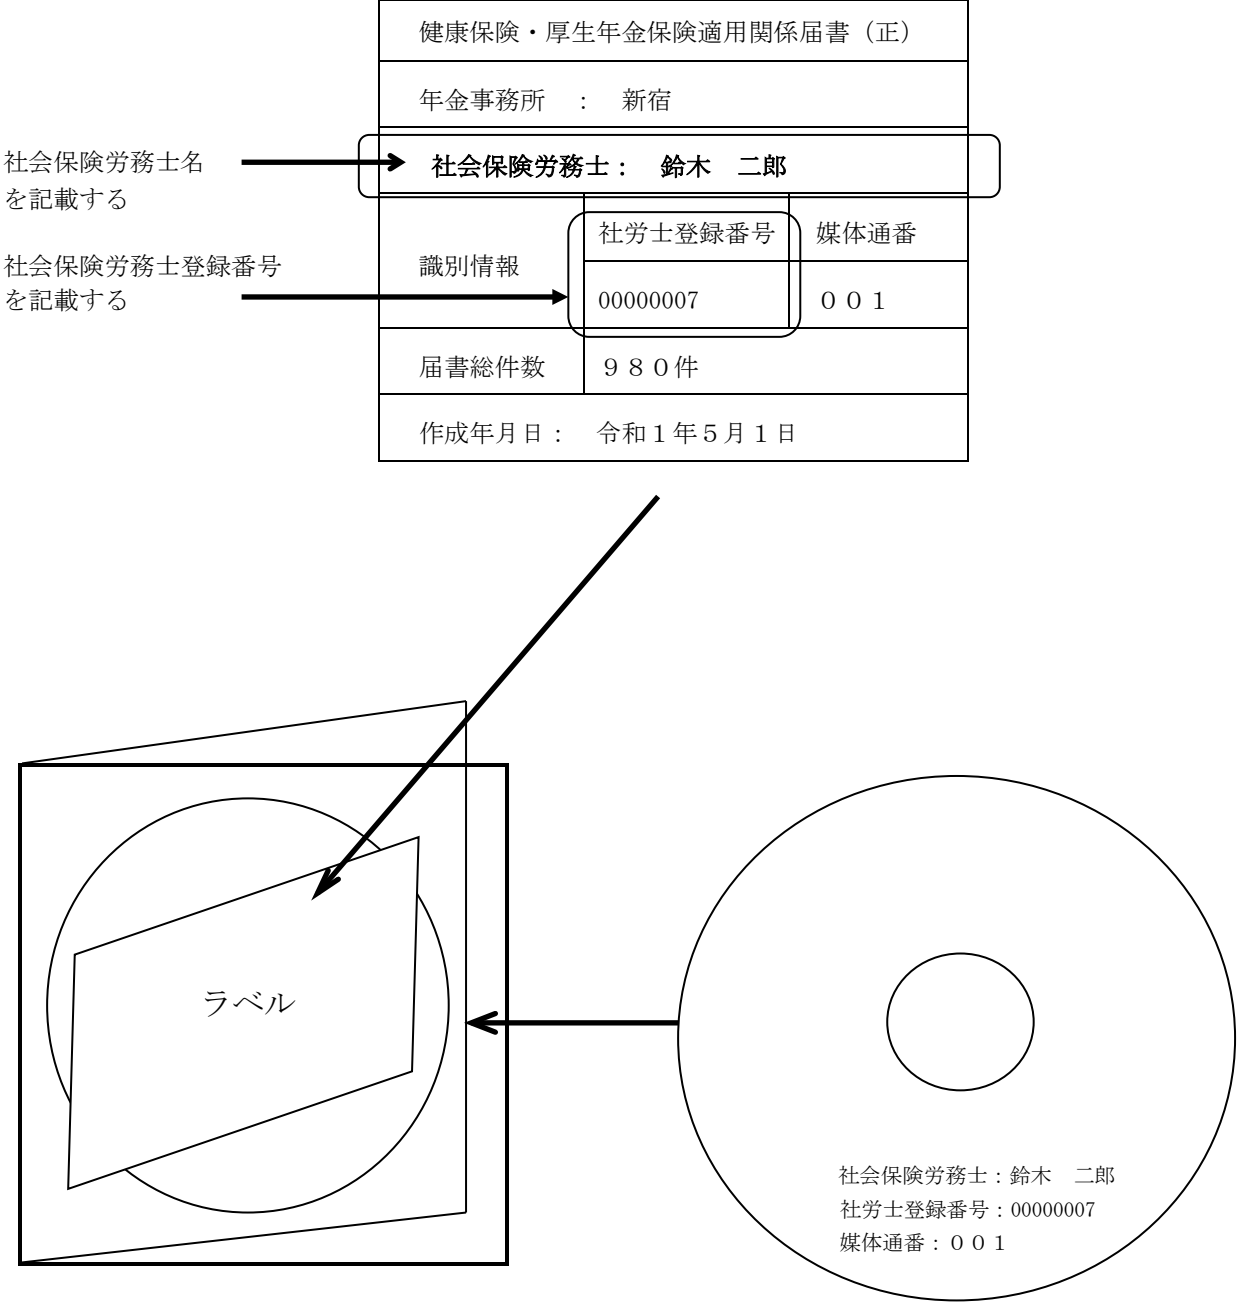 健康保険・厚生年金保険適用関係届書（正）
年金事務所　：　新宿
社会保険労務士名
を記載する
社会保険労務士：　鈴木　二郎
社会保険労務士登録番号
を記載する
識別情報
社労士登録番号
媒体通番
00000007
００１
届書総件数
９８０件
作成年月日：　令和１年５月１日
ラベル
社会保険労務士：鈴木　二郎
社労士登録番号：00000007
媒体通番：００１